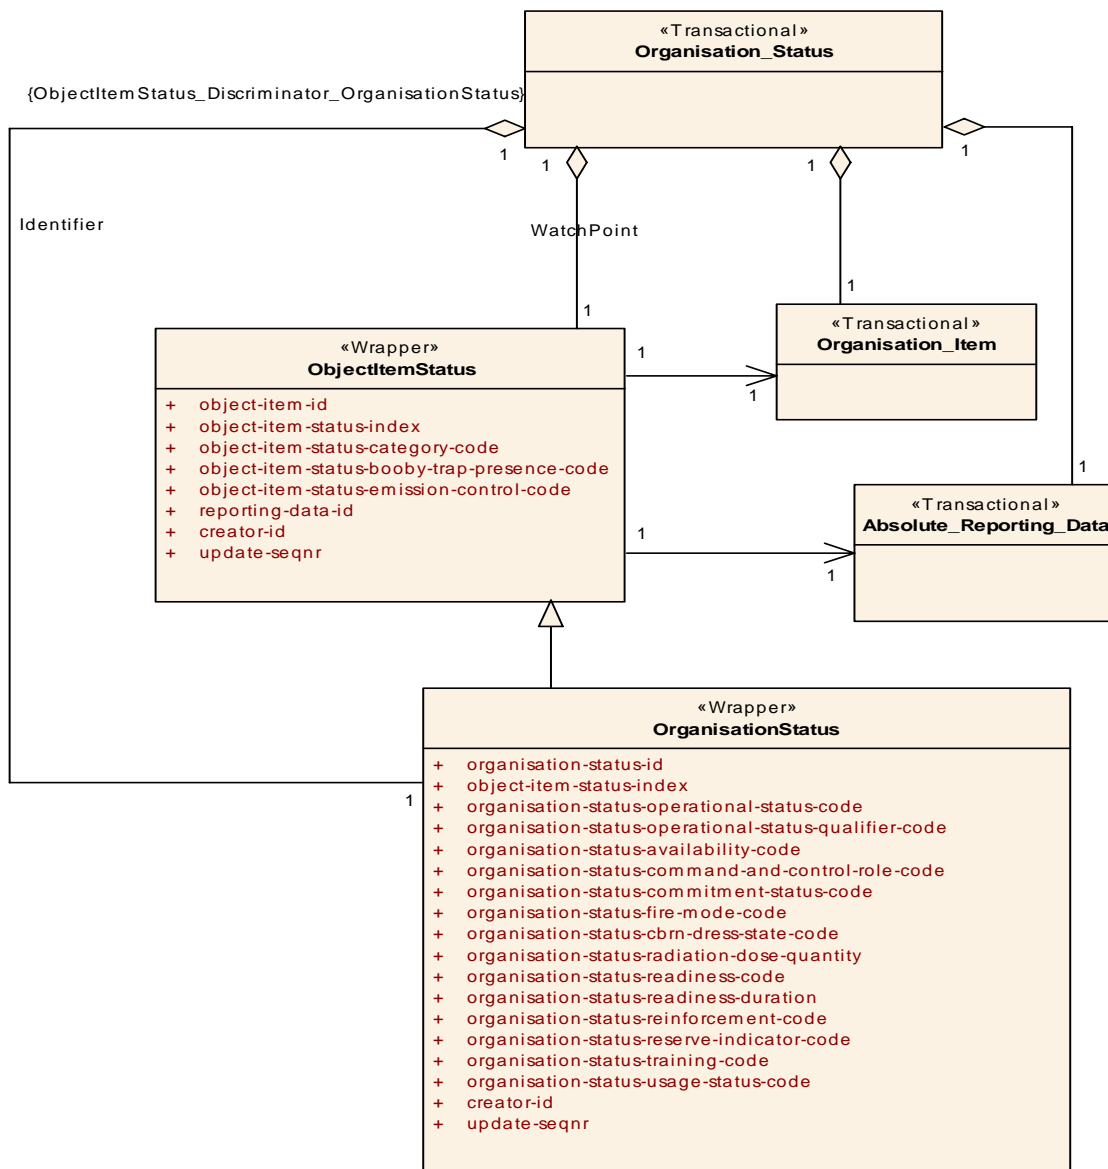 «Transactional»
Organisation_Status
{ObjectItemStatus_Discriminator_OrganisationStatus}
1
1
1
1
Identifier
WatchPoint
1
1
«Transactional»
Organisation_Item
«Wrapper»
ObjectItemStatus
1
1
+ object-item-id
+ object-item-status-index
+ object-item-status-category-code
+ object-item-status-booby-trap-presence-code
+ object-item-status-emission-control-code
+ reporting-data-id
+ creator-id
+ update-seqnr
1
«Transactional»
Absolute_Reporting_Data
1
1
«Wrapper»
OrganisationStatus
1
+ organisation-status-id
+ object-item-status-index
+ organisation-status-operational-status-code
+ organisation-status-operational-status-qualifier-code
+ organisation-status-availability-code
+ organisation-status-command-and-control-role-code
+ organisation-status-commitment-status-code
+ organisation-status-fire-mode-code
+ organisation-status-cbrn-dress-state-code
+ organisation-status-radiation-dose-quantity
+ organisation-status-readiness-code
+ organisation-status-readiness-duration
+ organisation-status-reinforcement-code
+ organisation-status-reserve-indicator-code
+ organisation-status-training-code
+ organisation-status-usage-status-code
+ creator-id
+ update-seqnr